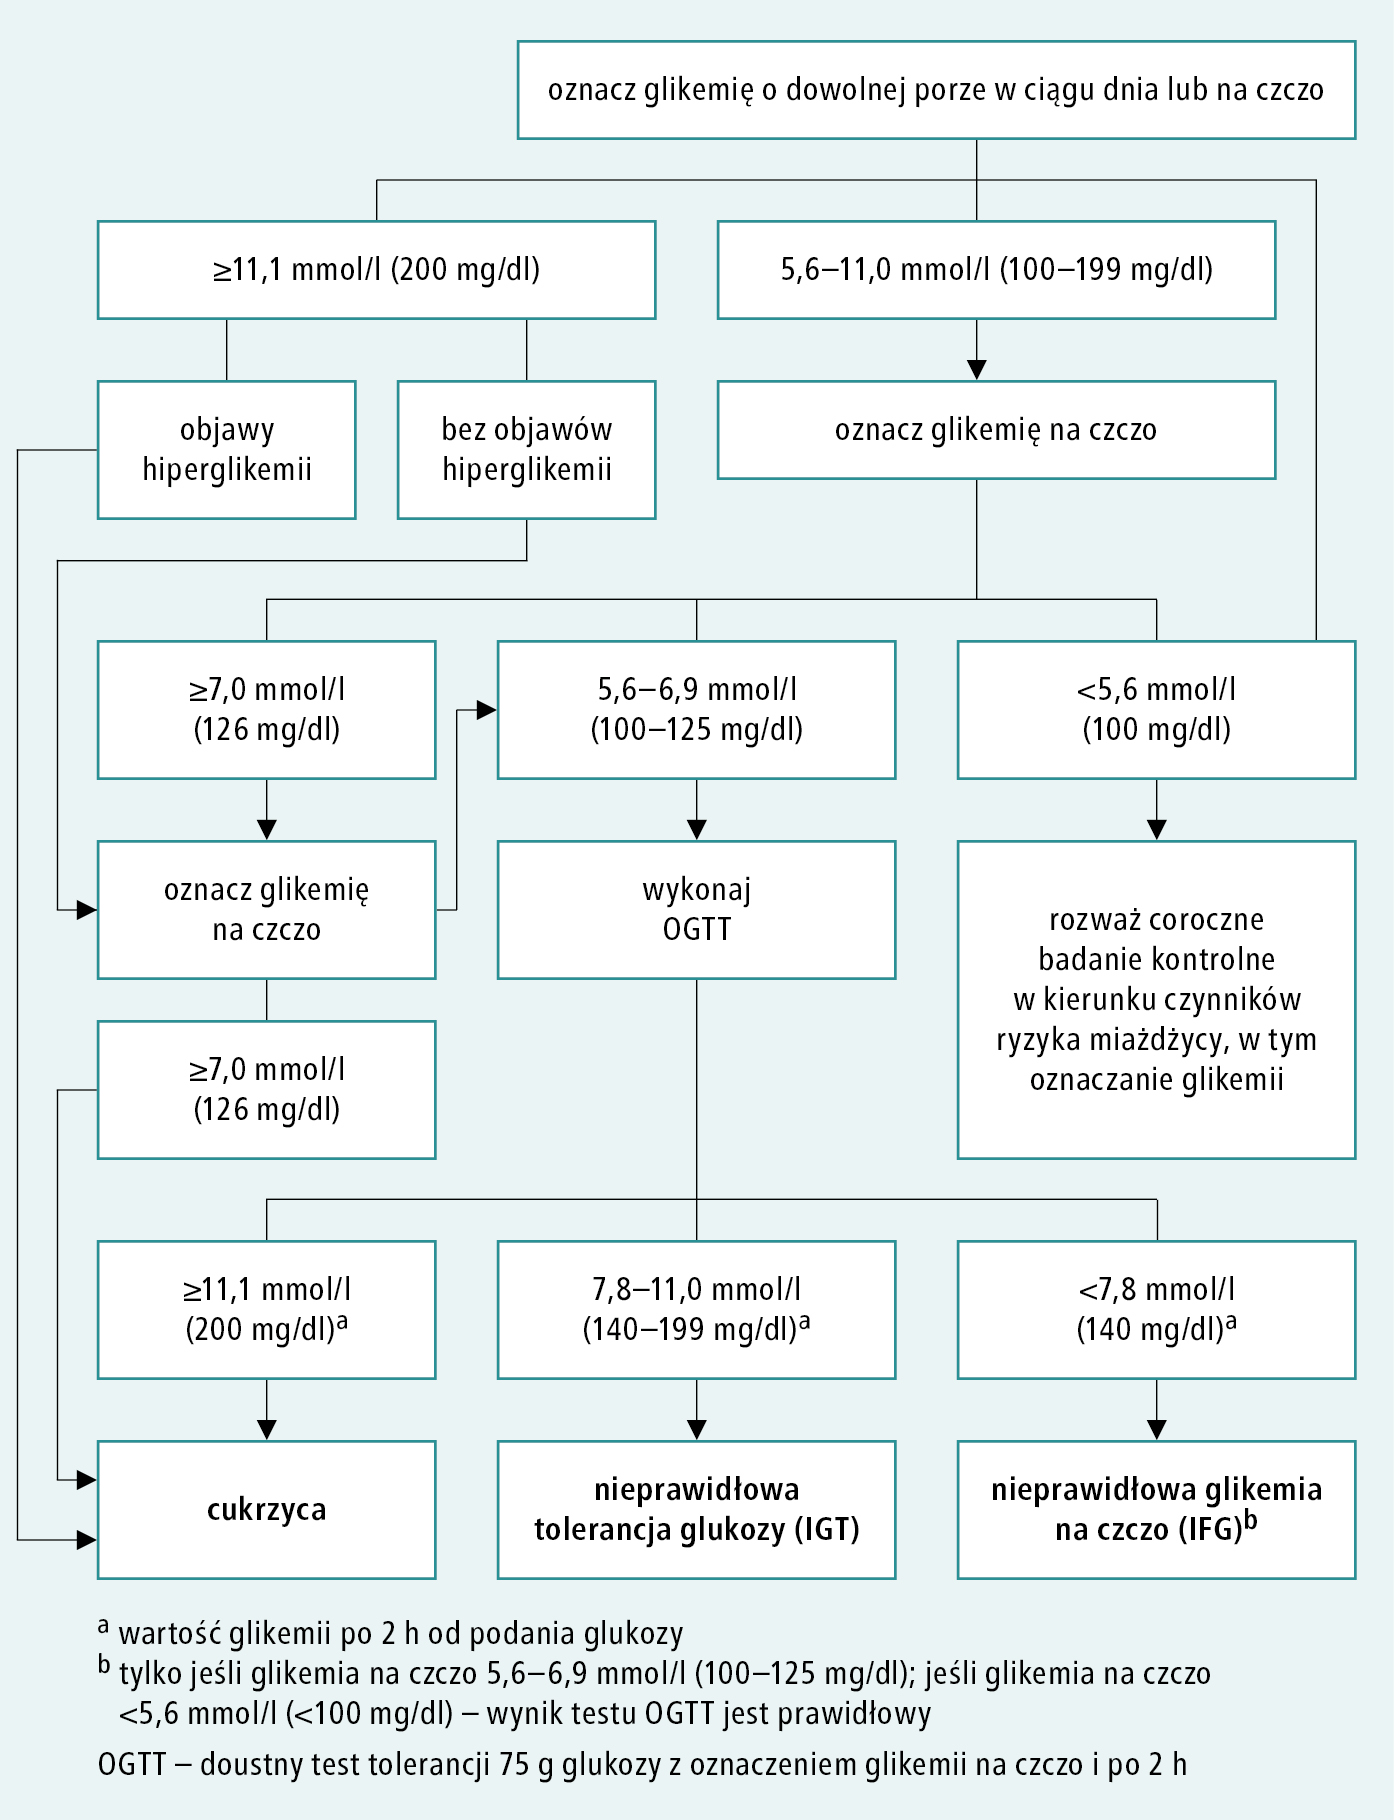 oznacz glikemię o dowolnej porze w ciągu dnia lub na czczo
≥11,1 mmol/l (200 mg/dl)
5,6–11,0 mmol/l (100–199 mg/dl)
objawy
hiperglikemii
bez objawów
hiperglikemii
oznacz glikemię na czczo
≥7,0 mmol/l
(126 mg/dl)
5,6–6,9 mmol/l
(100–125 mg/dl)
<5,6 mmol/l
(100 mg/dl)
oznacz glikemię
na czczo
wykonaj
OGTT
rozważ coroczne
badanie kontrolne
w kierunku czynników
ryzyka miażdżycy, w tym
oznaczanie glikemii
≥7,0 mmol/l
(126 mg/dl)
≥11,1 mmol/l
(200 mg/dl)a
7,8–11,0 mmol/l
(140–199 mg/dl)a
<7,8 mmol/l
(140 mg/dl)a
cukrzyca
nieprawidłowa
tolerancja glukozy (IGT)
nieprawidłowa glikemia
na czczo (IFG)b
a wartość glikemii po 2 h od podania glukozy
b tylko jeśli glikemia na czczo 5,6–6,9 mmol/l (100–125 mg/dl); jeśli glikemia na czczo
<5,6 mmol/l (<100 mg/dl) – wynik testu OGTT jest prawidłowy
OGTT – doustny test tolerancji 75 g glukozy z oznaczeniem glikemii na czczo i po 2 h